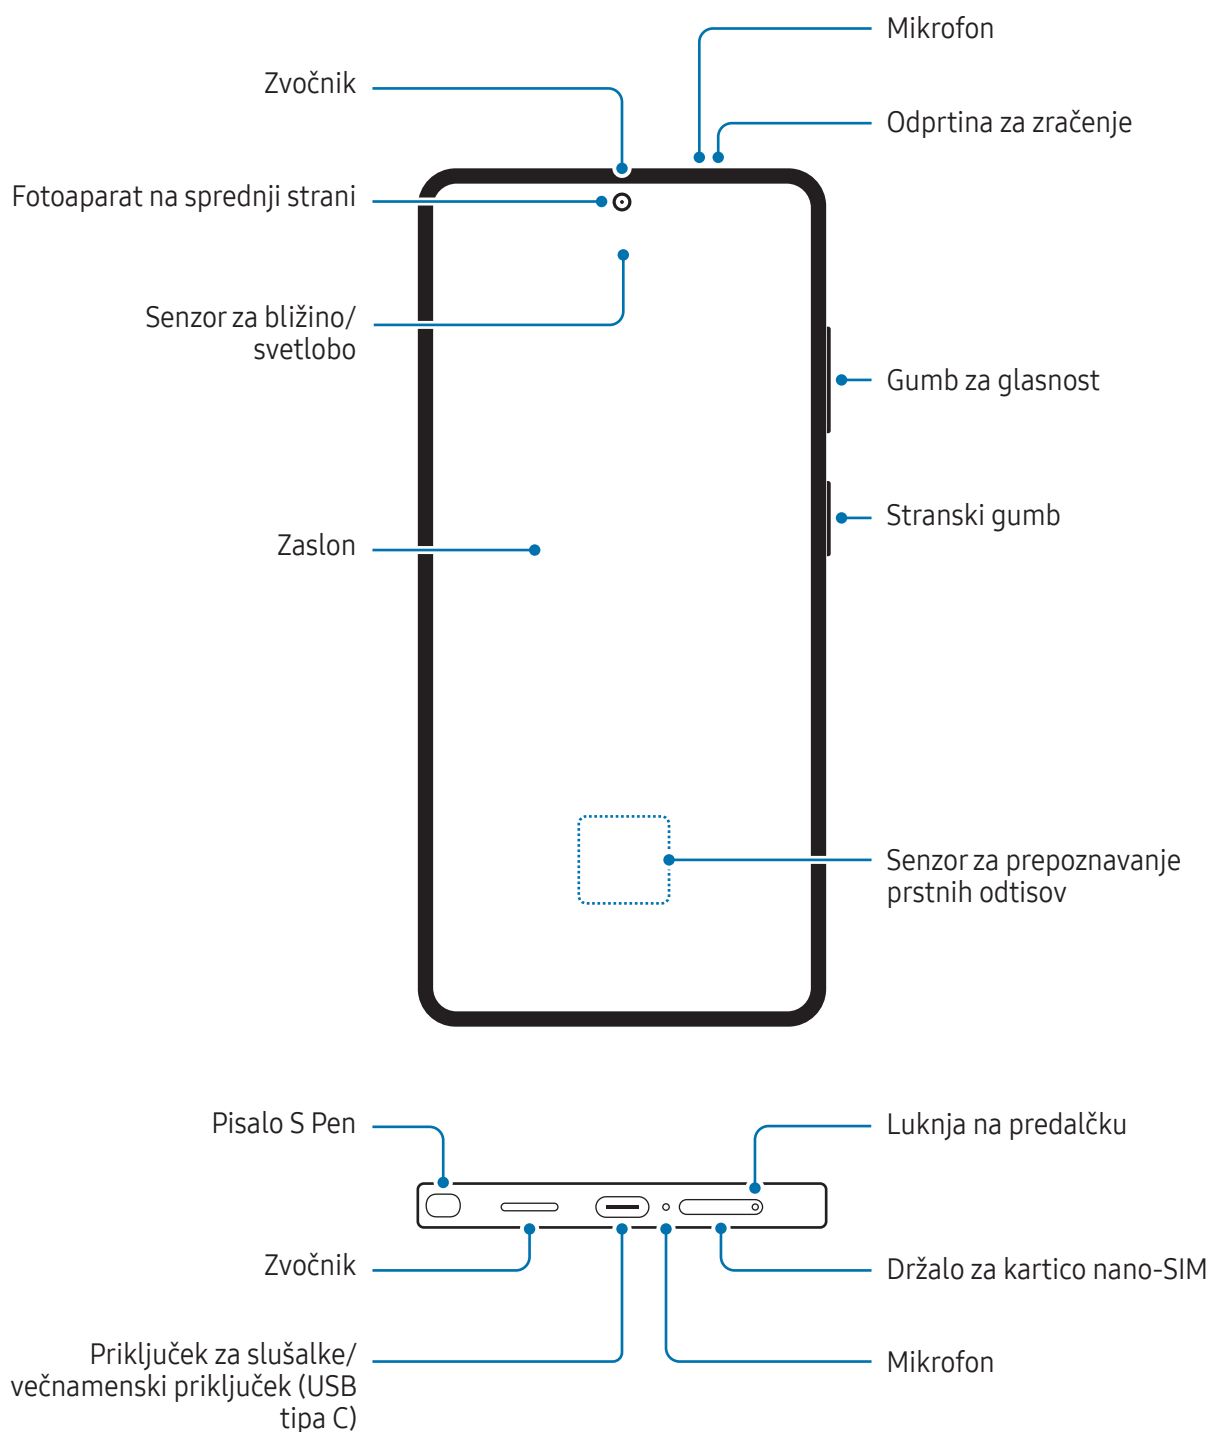 Mikrofon
Zvočnik
Odprtina za zračenje
Fotoaparat na sprednji strani
Senzor za bližino/
svetlobo
Gumb za glasnost
Stranski gumb
Zaslon
Senzor za prepoznavanje
prstnih odtisov
Pisalo S Pen
Luknja na predalčku
Zvočnik
Držalo za kartico nano-SIM
Priključek za slušalke/
večnamenski priključek (USB
tipa C)
Mikrofon